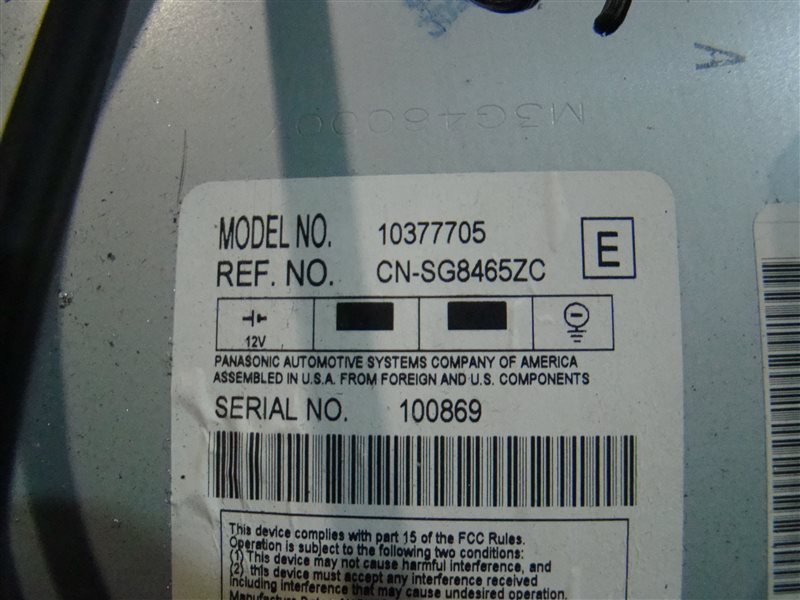 A
M3G46000
MODEL NO. 10377705
E
REF. NO. CN-SG8465ZC
12V
PANASONIC AUTOMOTIVE SYSTEMS COMPANY OF AMERICA
ASSEMBLED IN U.S.A. FROM FOREIGN AND U.S. COMPONENTS
SERIAL NO. 100869
This device complies with part 15 of the FCC Rules.
Operation is subject to the following two conditions:
(1) This device may not cause harmful interference, and
(2) this device must accept any interference received
including interference that may cause undesired